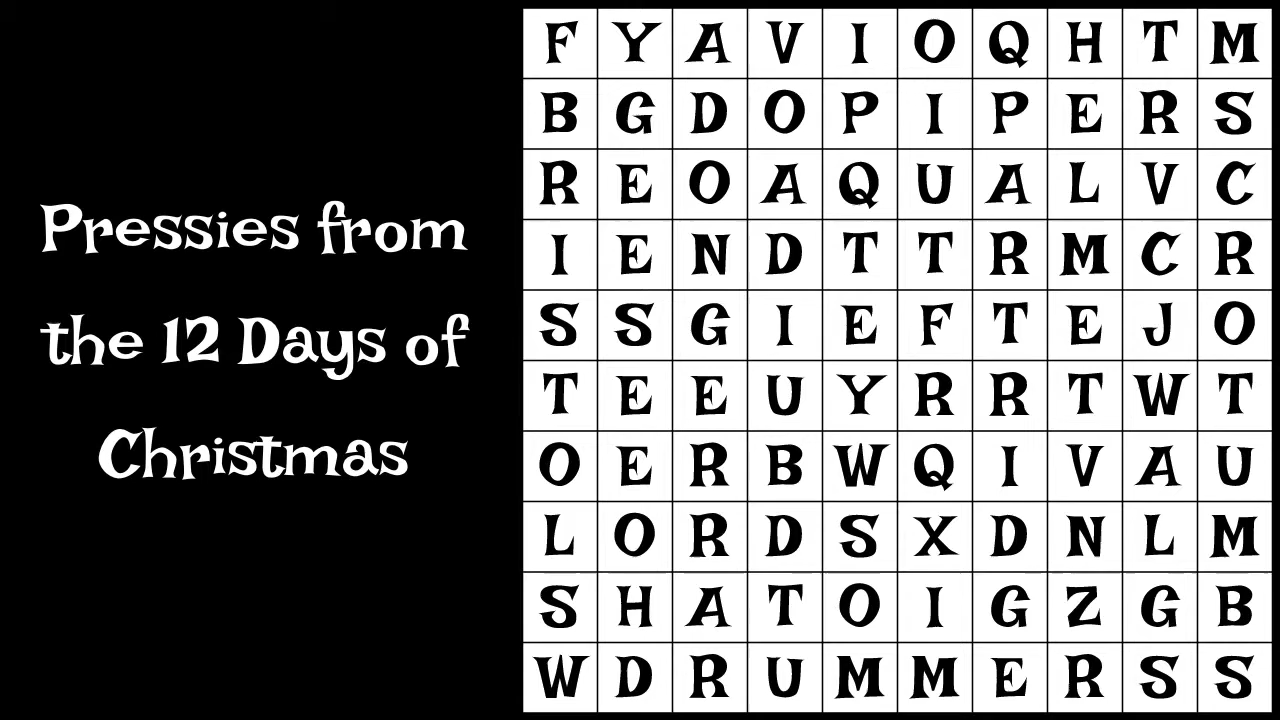 Pressies from
the 12 Days of
Christmas
F Y A V I O Q H T M
B G D O P I P E R S
R E O A Q U A L V C
I E N D T T R M C R
S S G I E F T E J O
T E E U Y R R T W T
O E R B W Q I V A U
L O R D S X D N L M
S H A T O I G Z G B
W D R U M M E R S S